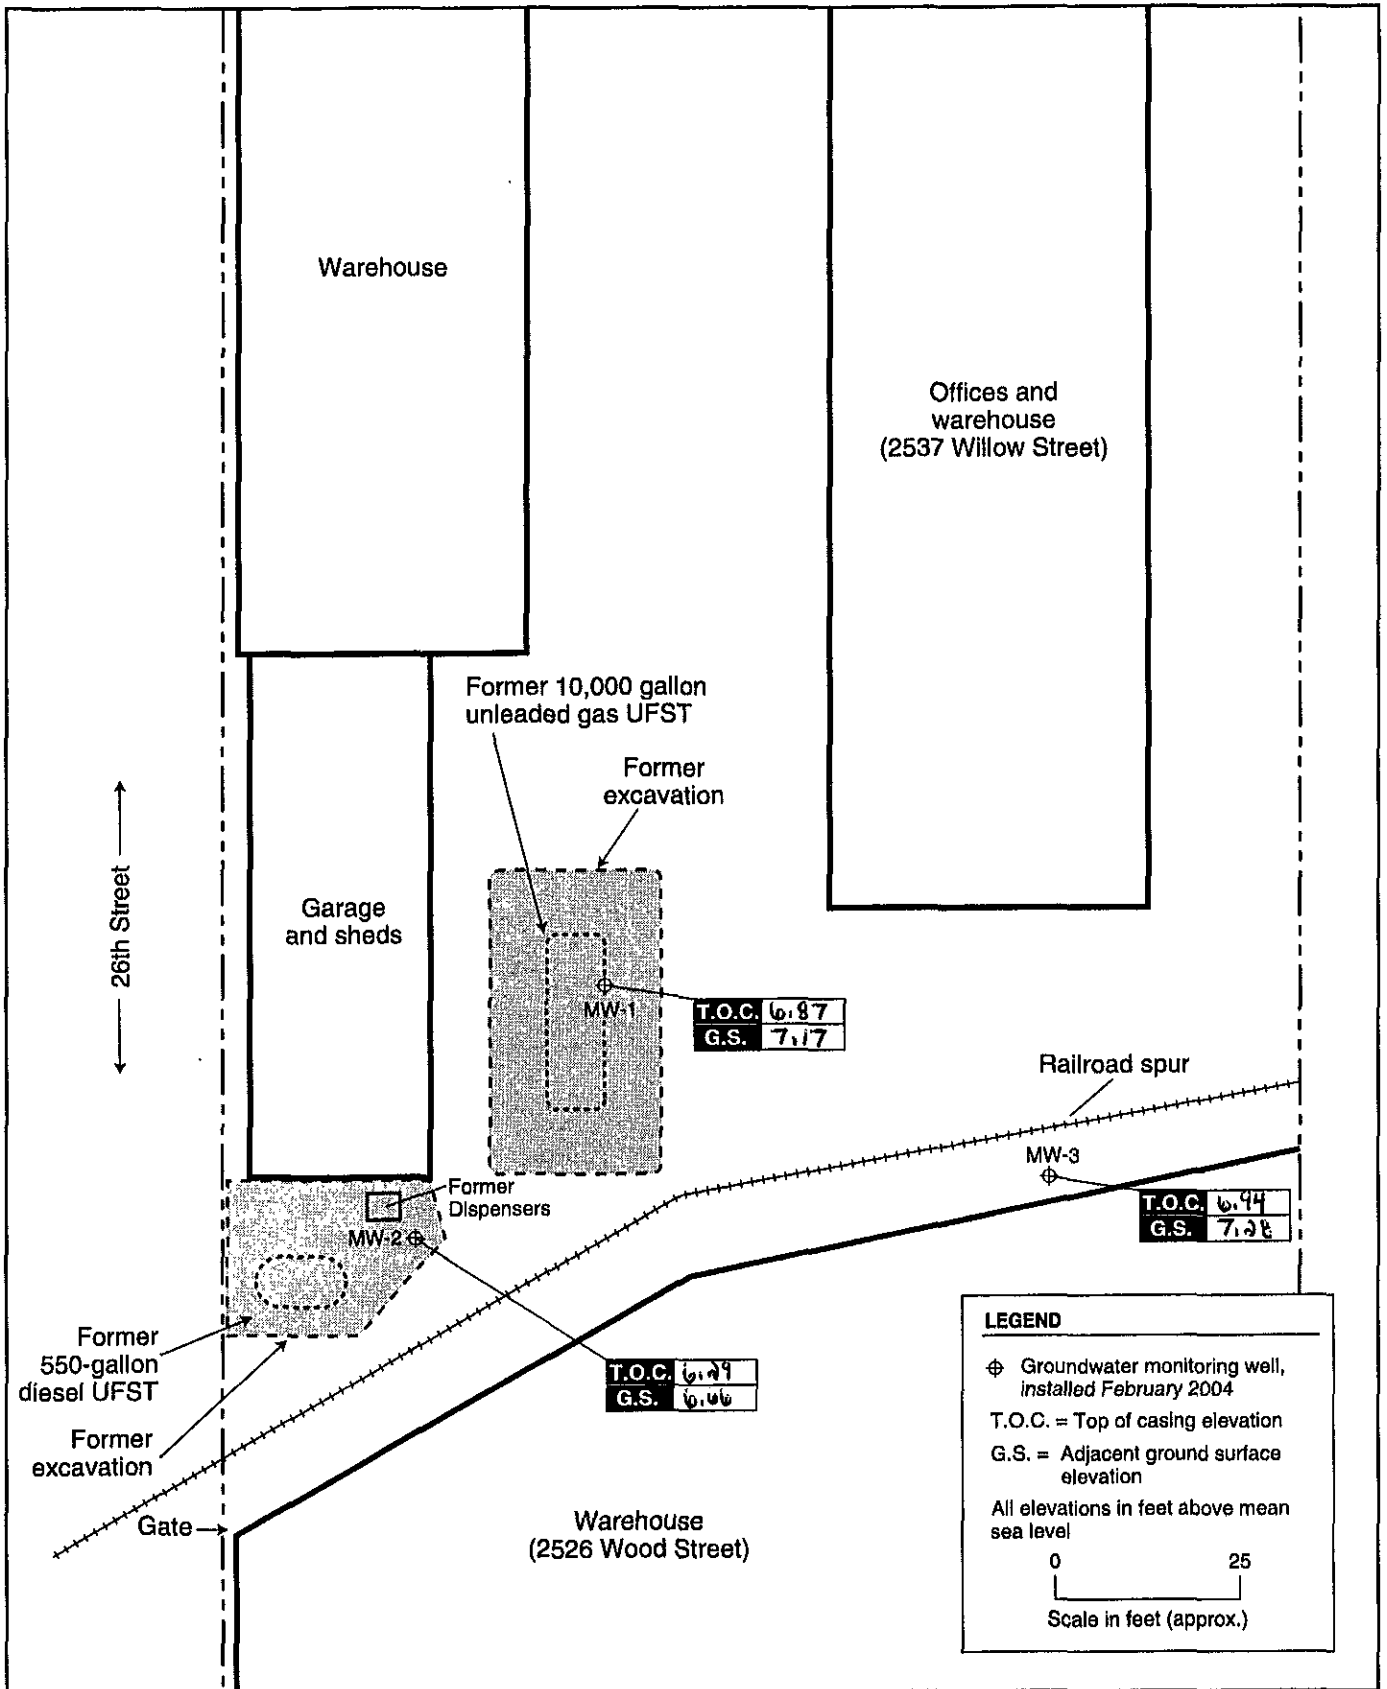 Warehouse
Offices and
warehouse
(2537 Willow Street)
Former 10,000 gallon
unleaded gas UFST
Former
excavation
26th Street
Garage
and sheds
MW-1
T.O.C. 6.87
G.S. 7.17
Railroad spur
MW-3
T.O.C. 6.94
G.S. 7.28
Former
Dispensers
MW-2
Former
550-gallon
diesel UFST
T.O.C. 6.29
G.S. 6.66
Former
excavation
Gate
Warehouse
(2526 Wood Street)
LEGEND
Groundwater monitoring well,
installed February 2004
T.O.C. = Top of casing elevation
G.S. = Adjacent ground surface
elevation
All elevations in feet above mean
sea level
0 25
Scale in feet (approx.)